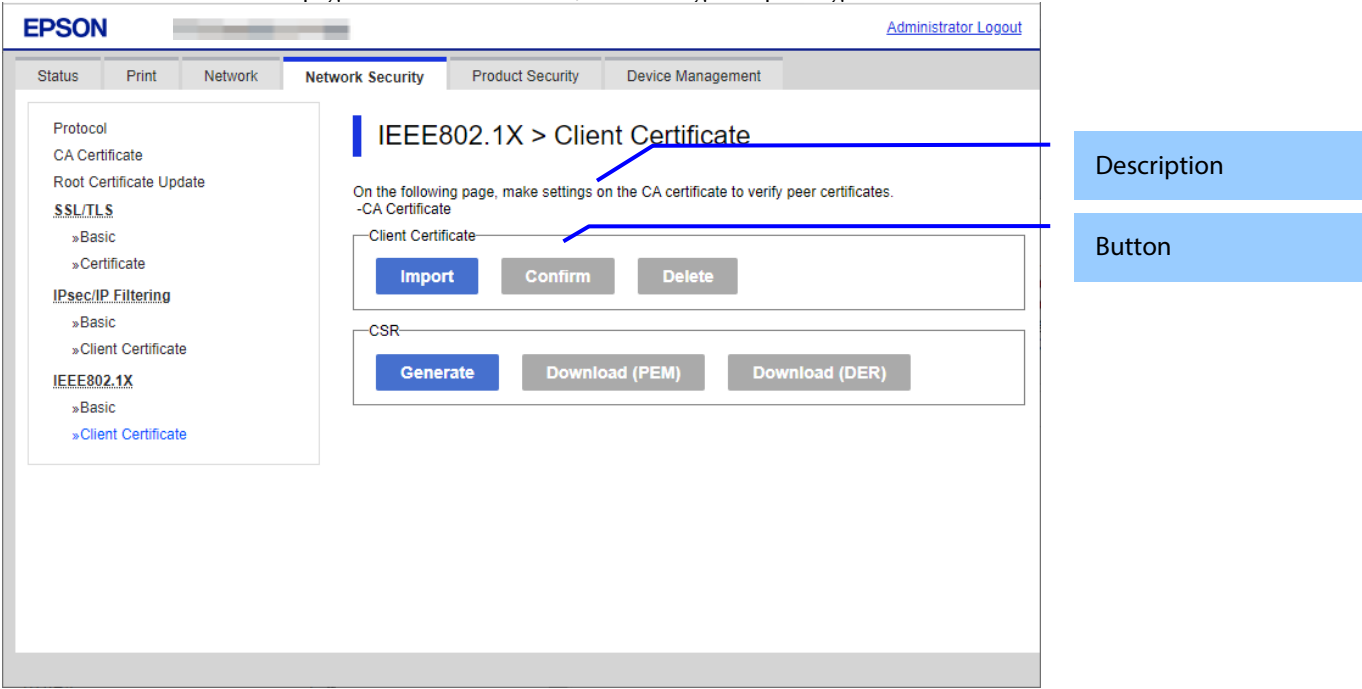 EPSON
Administrator Logout
Status Print Network Network Security Product Security Device Management
Protocol
CA Certificate
Root Certificate Update
SSL/TLS
»Basic
»Certificate
IPsec/IP Filtering
»Basic
»Client Certificate
IEEE802.1X
»Basic
»Client Certificate
IEEE802.1X > Client Certificate
On the following page, make settings on the CA certificate to verify peer certificates.
-CA Certificate
Client Certificate
Import Confirm Delete
CSR
Generate Download (PEM) Download (DER)
Description
Button